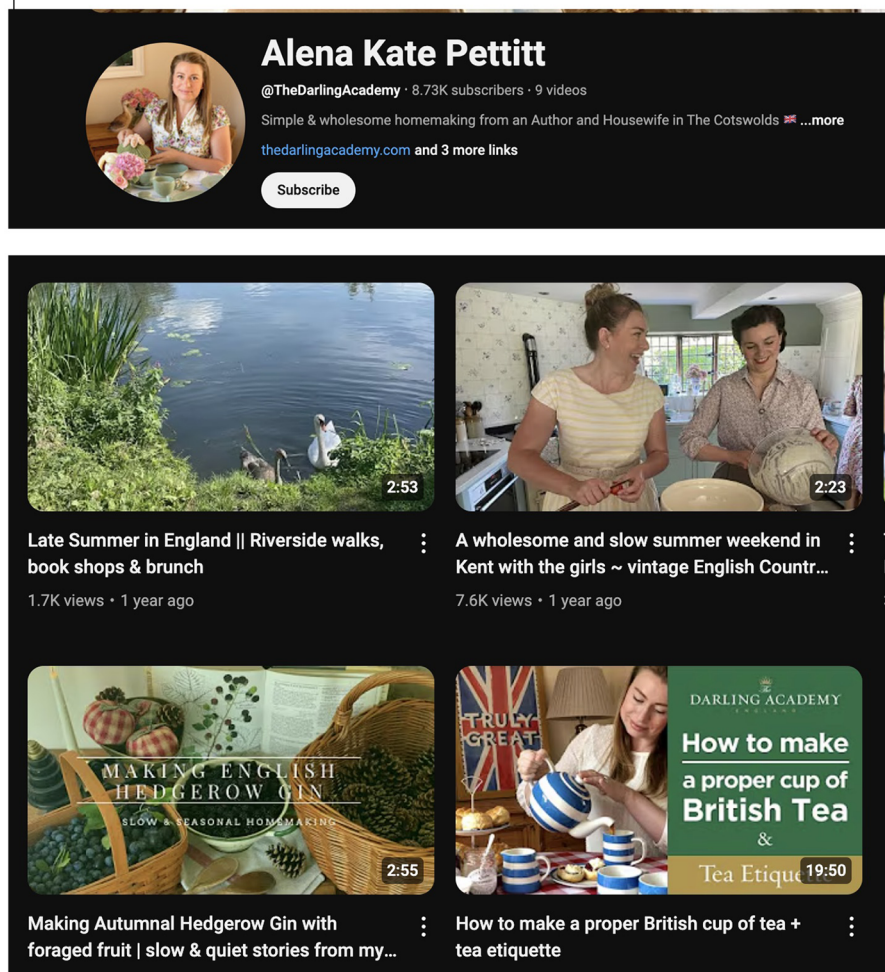 Alena Kate Pettitt
@TheDarlingAcademy · 8.73K subscribers · 9 videos
Simple & wholesome homemaking from an Author and Housewife in The Cotswolds 🇬🇧 ...more
thedarlingacademy.com and 3 more links
Subscribe
2:53
2:23
Late Summer in England || Riverside walks,
book shops & brunch
1.7K views • 1 year ago
A wholesome and slow summer weekend in
Kent with the girls ~ vintage English Countr...
7.6K views • 1 year ago
MAKING ENGLISH
HEDGEROW GIN
SLOW & SEASONAL HOMEMAKING
2:55
TRULY
GREAT
The
DARLING ACADEMY
ENGLAND
How to make
a proper cup of
British Tea
&
Tea Etique
19:50
Making Autumnal Hedgerow Gin with
foraged fruit | slow & quiet stories from my...
How to make a proper British cup of tea +
tea etiquette